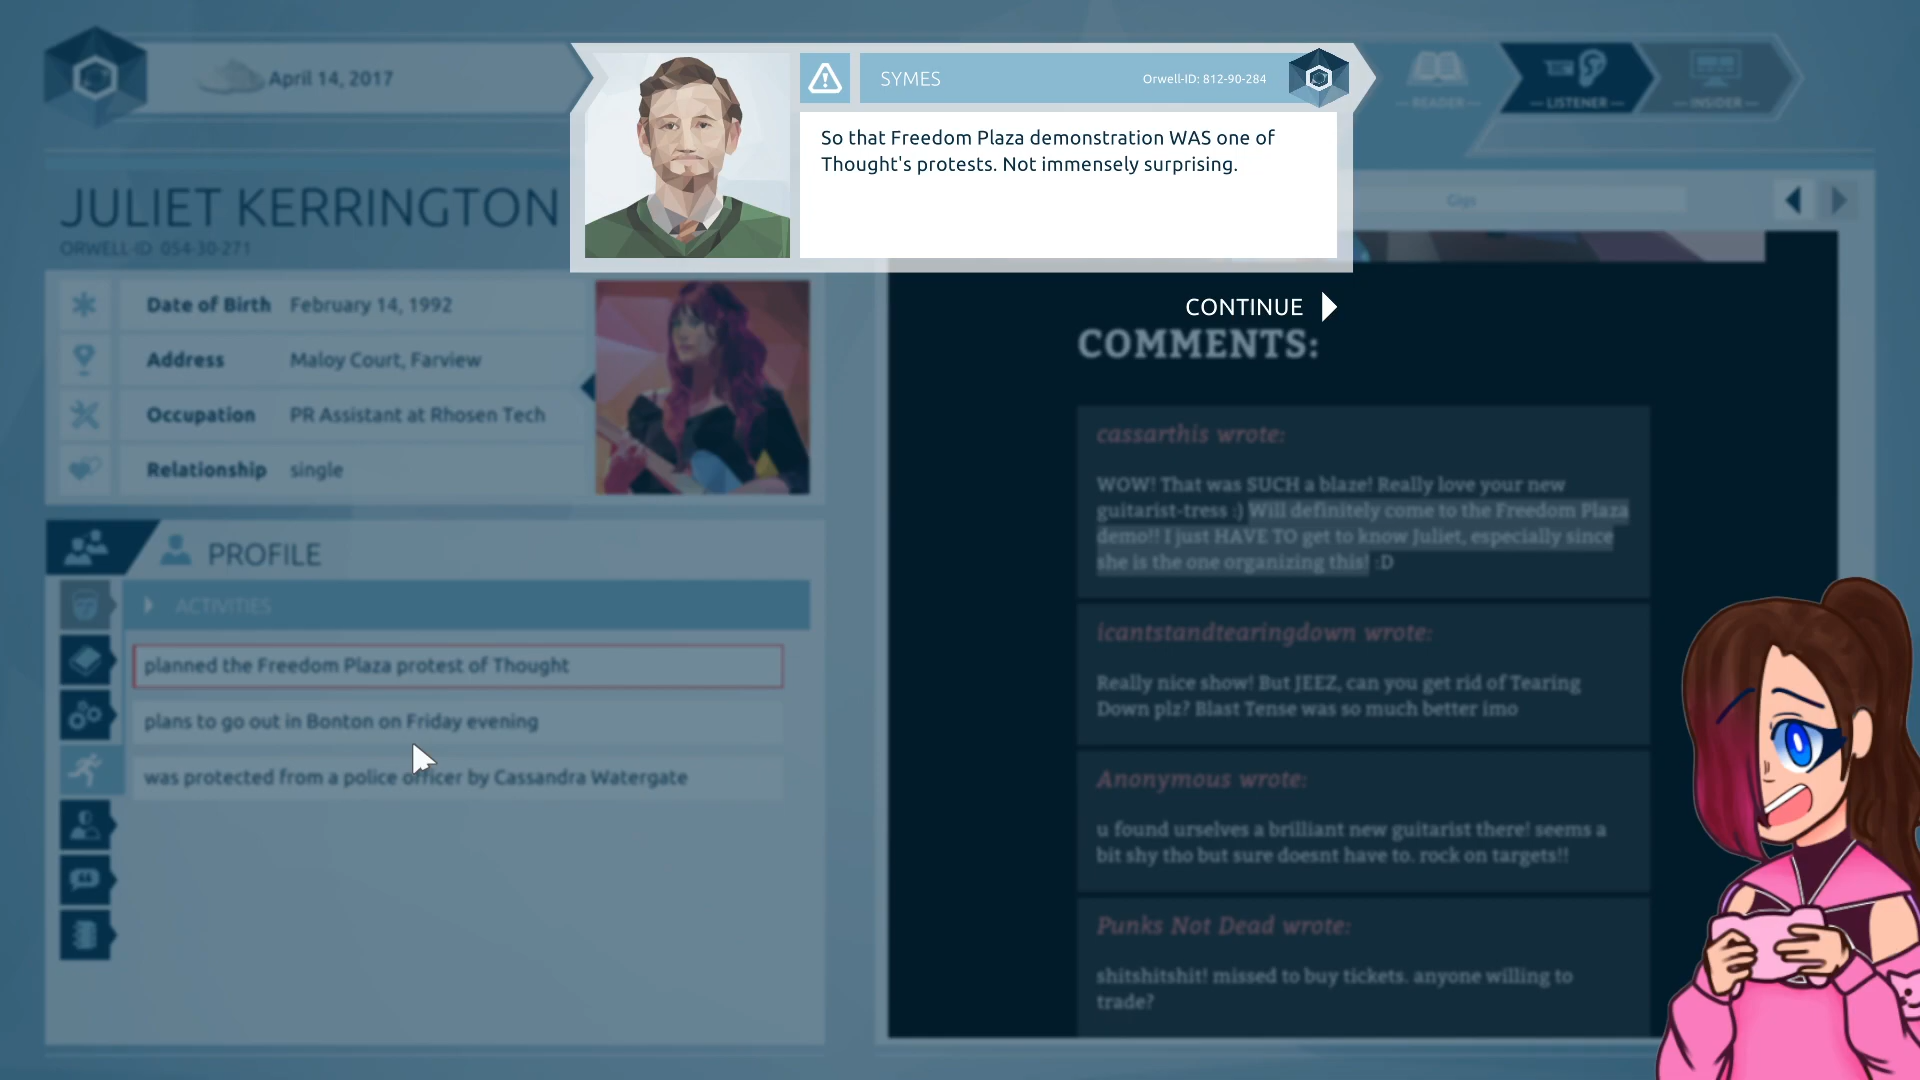 April 14, 2017
SYMES
Orwell-ID: 812-90-284
So that Freedom Plaza demonstration WAS one of
Thought's protests. Not immensely surprising.
CONTINUE
— READER —
— LISTENER —
— INSIDER —
JULIET KERRINGTON
ORWELL-ID: 054-30-271
Date of Birth February 14, 1992
Address Maloy Court, Farview
Occupation PR Assistant at Rhosen Tech
Relationship single
PROFILE
ACTIVITIES
planned the Freedom Plaza protest of Thought
plans to go out in Bonton on Friday evening
was protected from a police officer by Cassandra Watergate
Gigs
COMMENTS:
cassarthis wrote:
WOW! That was SUCH a blaze! Really love your new
guitarist-tress :) Will definitely come to the Freedom Plaza
demo!! I just HAVE TO get to know Juliet, especially since
she is the one organizing this! :D
icantstandtearingdown wrote:
Really nice show! But JEEZ, can you get rid of Tearing
Down plz? Blast Tense was so much better imo
Anonymous wrote:
u found urselves a brilliant new guitarist there! seems a
bit shy tho but sure doesnt have to. rock on targets!!
Punks Not Dead wrote:
shitshitshit! missed to buy tickets. anyone willing to
trade?